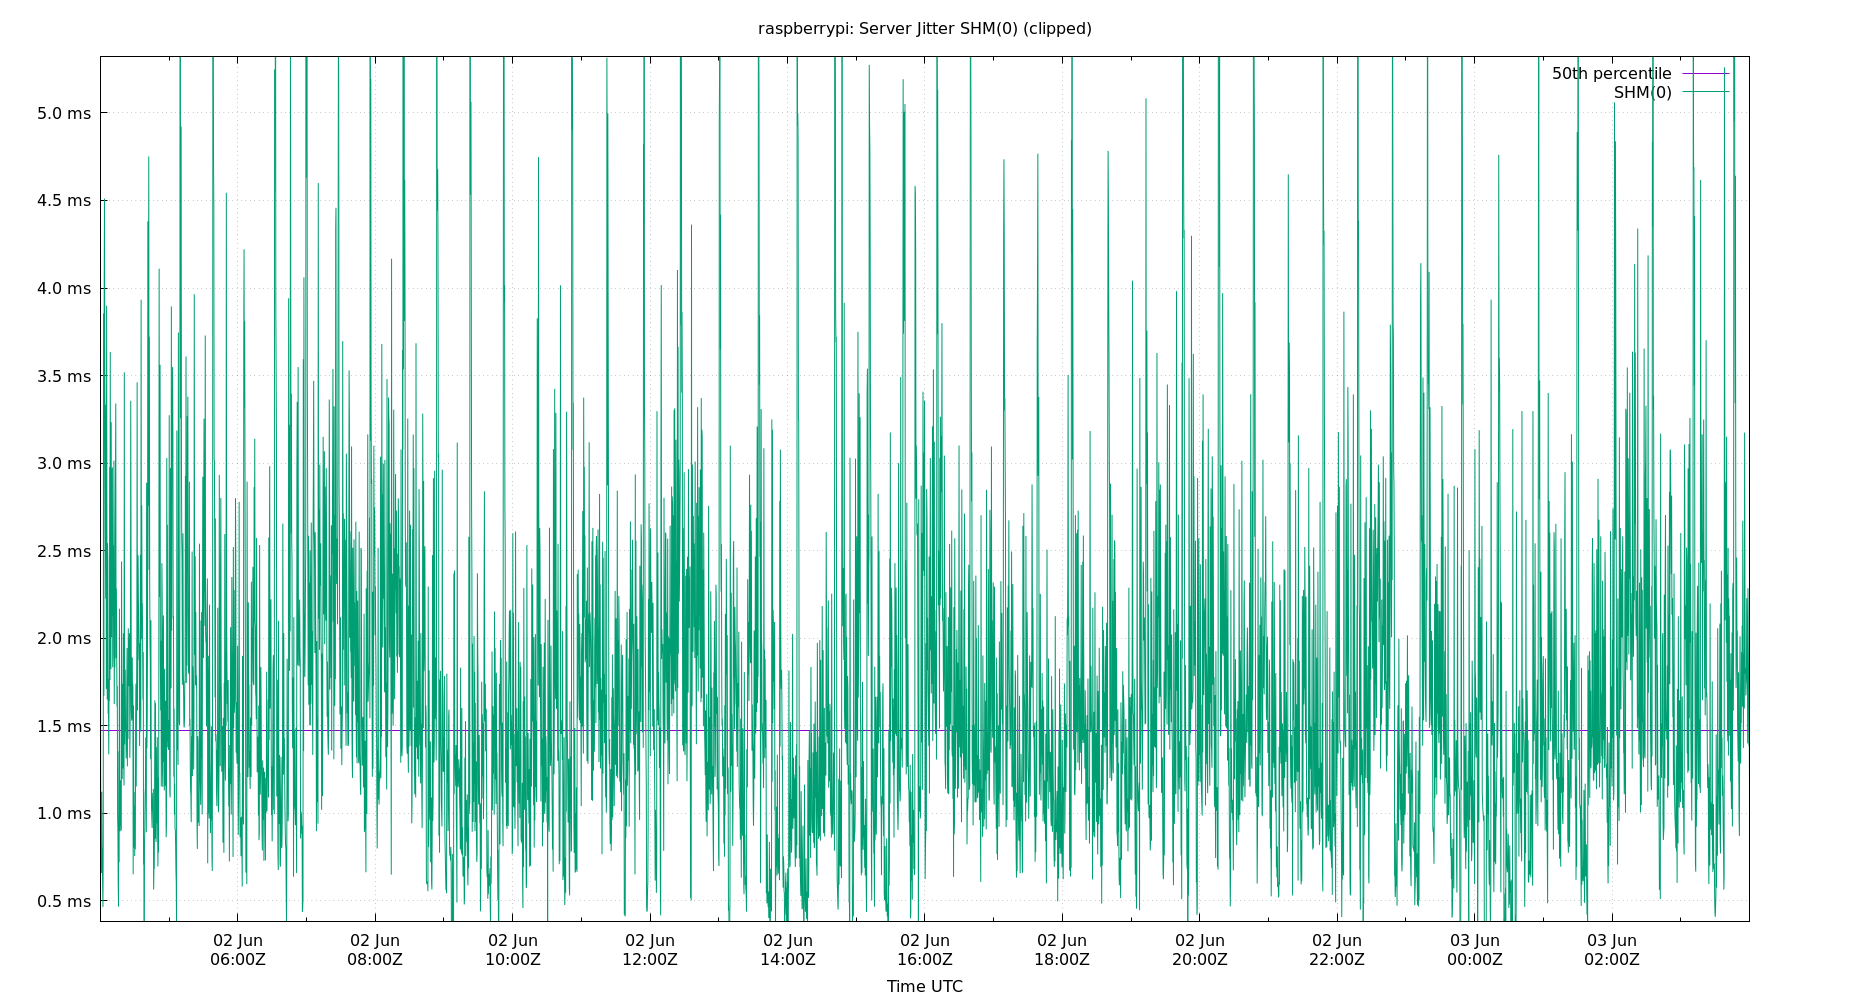 raspberrypi: Server Jitter SHM(0) (clipped)
50th percentile
SHM(0)
5.0 ms
4.5 ms
4.0 ms
3.5 ms
3.0 ms
2.5 ms
2.0 ms
1.5 ms
1.0 ms
0.5 ms
02 Jun 02 Jun 02 Jun 02 Jun 02 Jun 02 Jun 02 Jun 02 Jun 02 Jun 03 Jun 03 Jun
06:00Z 08:00Z 10:00Z 12:00Z 14:00Z 16:00Z 18:00Z 20:00Z 22:00Z 00:00Z 02:00Z
Time UTC